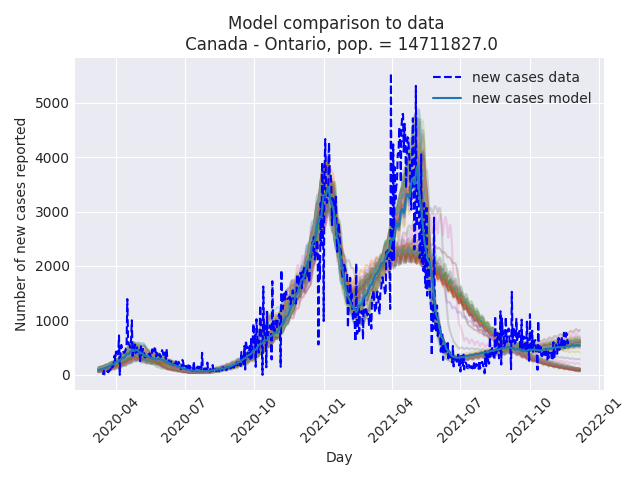 Model comparison to data
Canada - Ontario, pop. = 14711827.0
new cases data
new cases model
Number of new cases reported
5000
4000
3000
2000
1000
0
2020-04
2020-07
2020-10
2021-01
2021-04
2021-07
2021-10
2022-01
Day